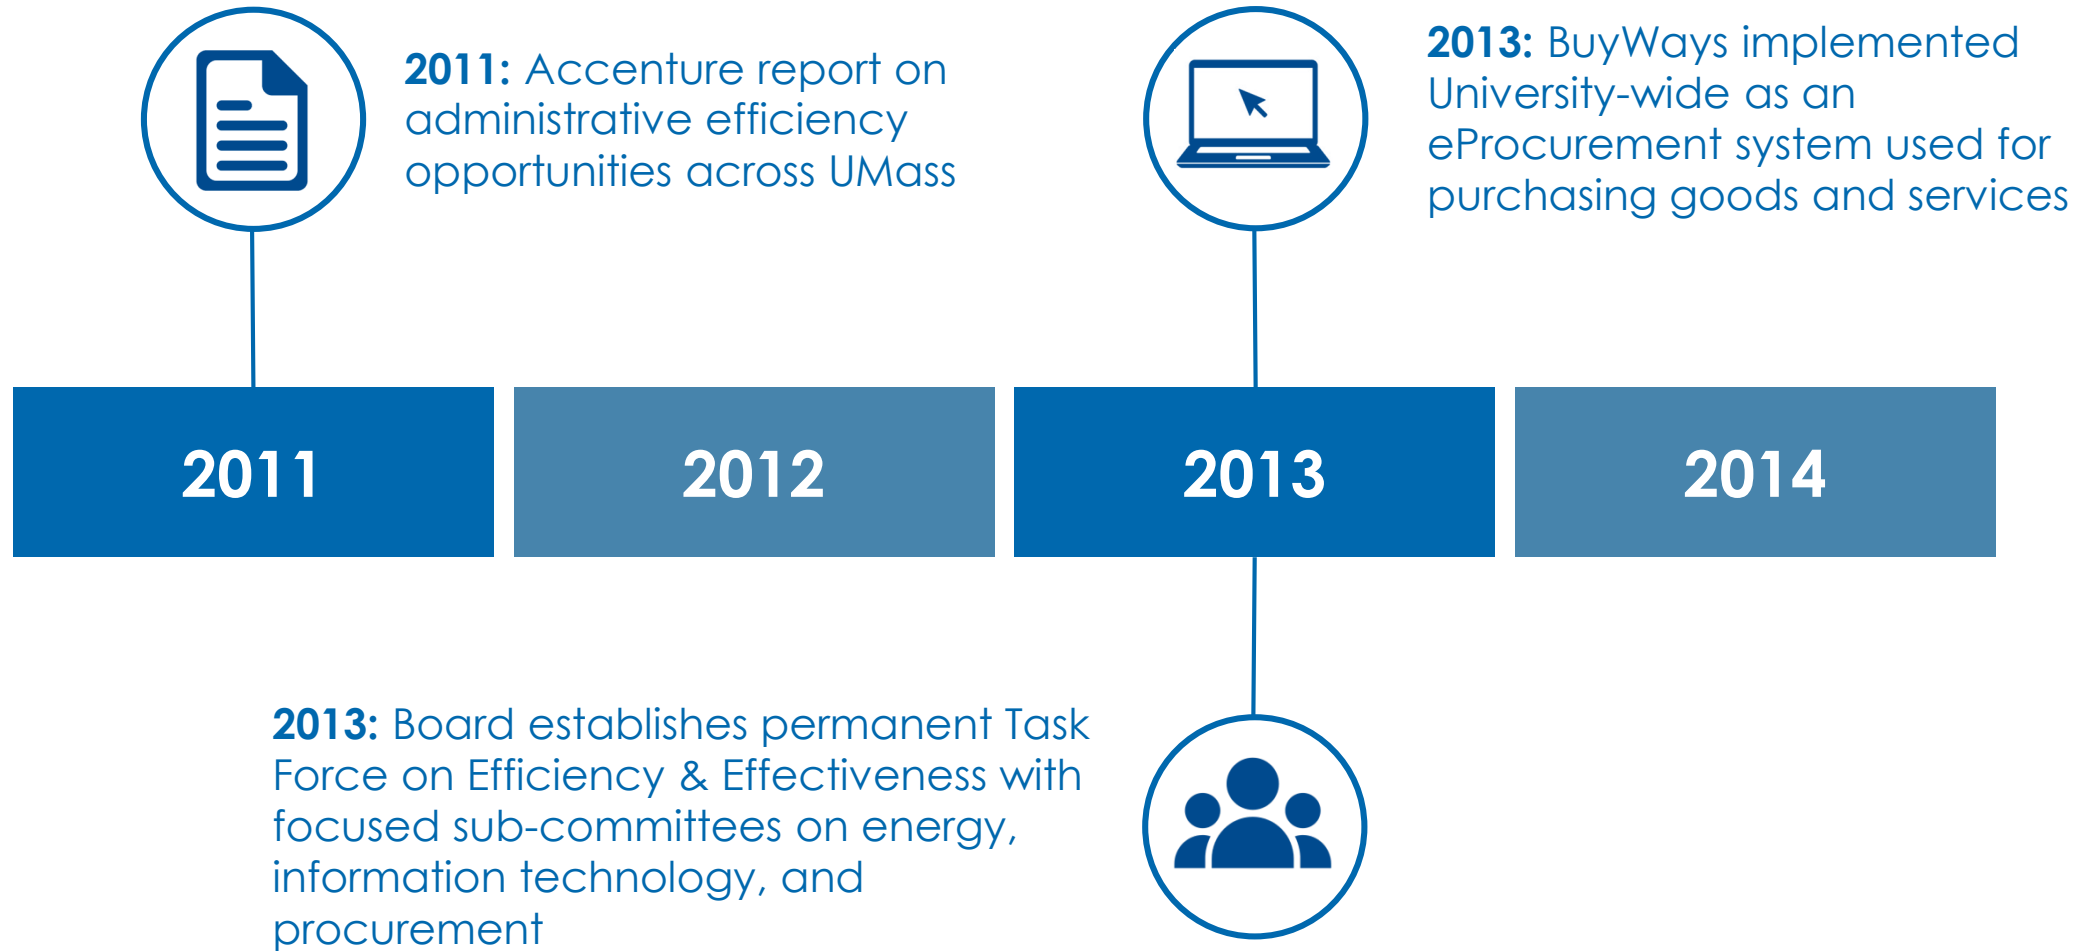 2011: Accenture report on
administrative efficiency
opportunities across UMass
2013: BuyWays implemented
University-wide as an
eProcurement system used for
purchasing goods and services
2011
2012
2013
2014
2013: Board establishes permanent Task
Force on Efficiency & Effectiveness with
focused sub-committees on energy,
information technology, and
procurement